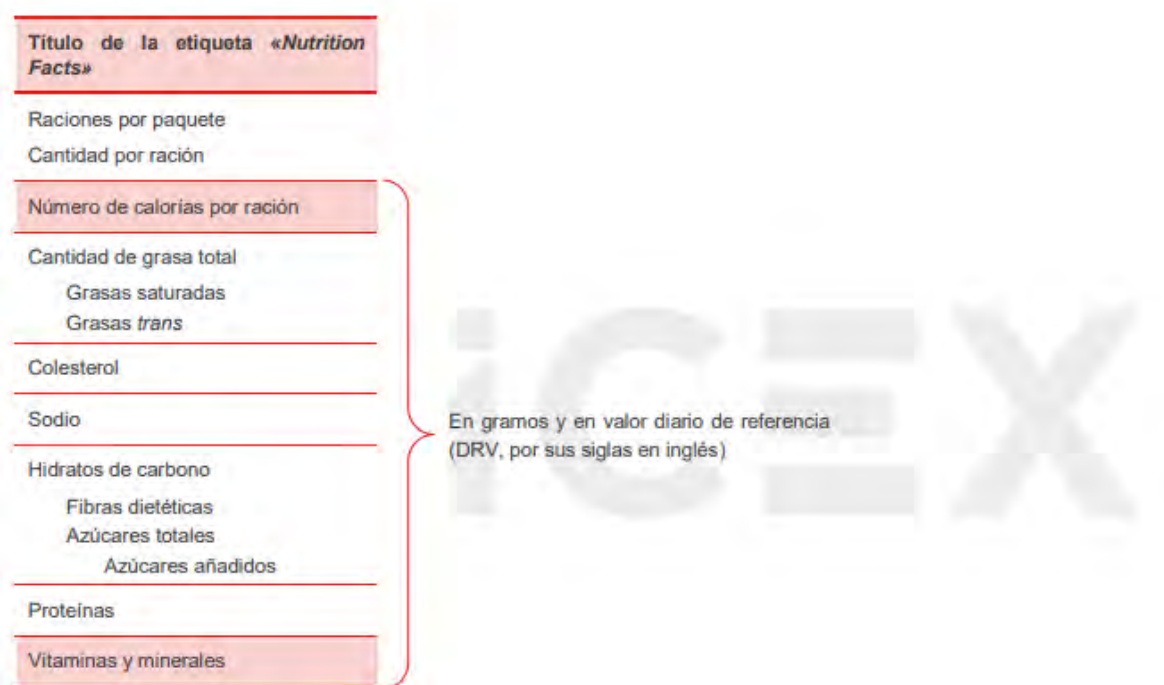 Título de la etiqueta «Nutrition
Facts»
Raciones por paquete
Cantidad por ración
Número de calorías por ración
Cantidad de grasa total
Grasas saturadas
Grasas trans
Colesterol
Sodio
En gramos y en valor diario de referencia
(DRV, por sus siglas en inglés)
Hidratos de carbono
Fibras dietéticas
Azúcares totales
Azúcares añadidos
Proteínas
Vitaminas y minerales
iCEX